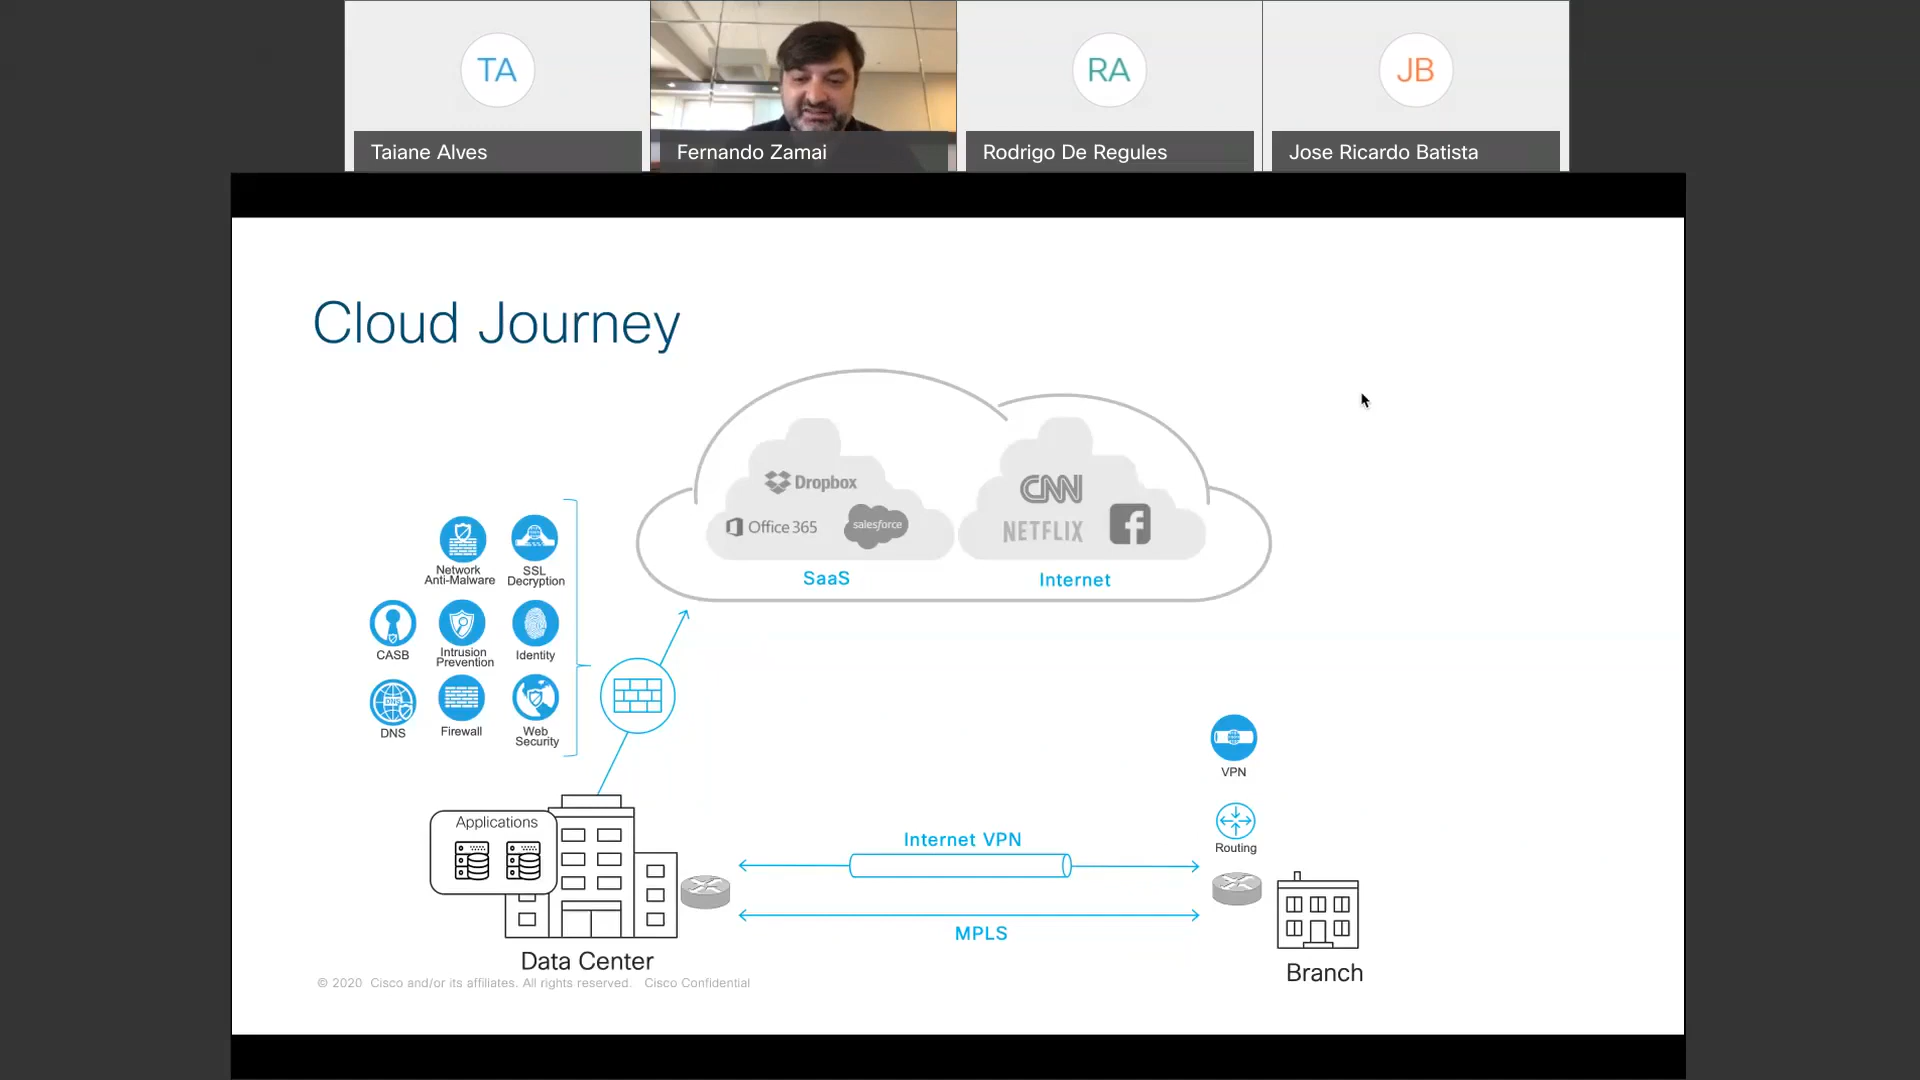 TA
RA
JB
Taiane Alves
Fernando Zamai
Rodrigo De Regules
Jose Ricardo Batista
Cloud Journey
Dropbox
Office 365
salesforce
SaaS
CNN
NETFLIX
f
Internet
Network
Anti-Malware
SSL
Decryption
CASB
Intrusion
Prevention
Identity
DNS
DNS
Firewall
Web
Security
VPN
Routing
Applications
Internet VPN
MPLS
Data Center
Branch
© 2020 Cisco and/or its affiliates. All rights reserved. Cisco Confidential